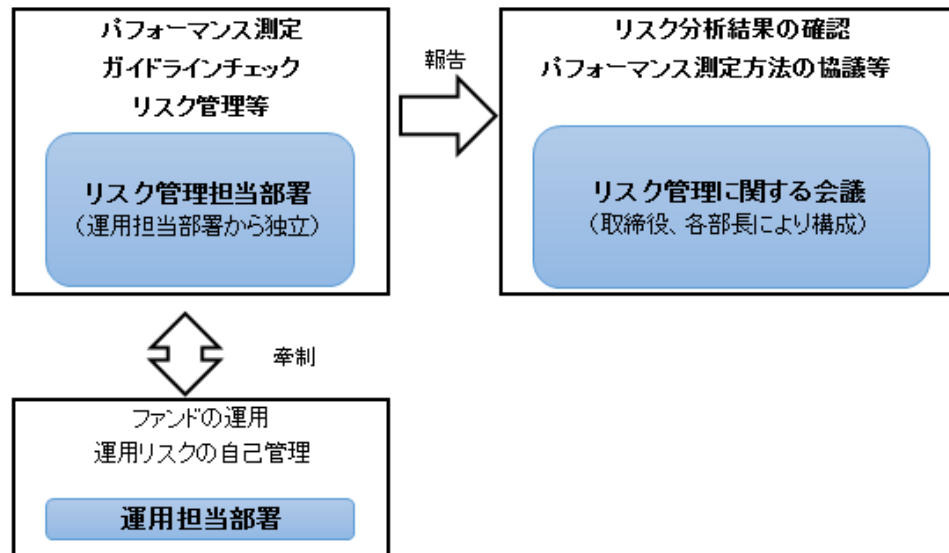 パフォーマンス測定
ガイドラインチェック
リスク管理等
リスク管理担当部署
（運用担当部署から独立）
報告
リスク分析結果の確認
パフォーマンス測定方法の協議等
リスク管理に関する会議
（取締役、各部長により構成）
牽制
ファンドの運用
運用リスクの自己管理
運用担当部署